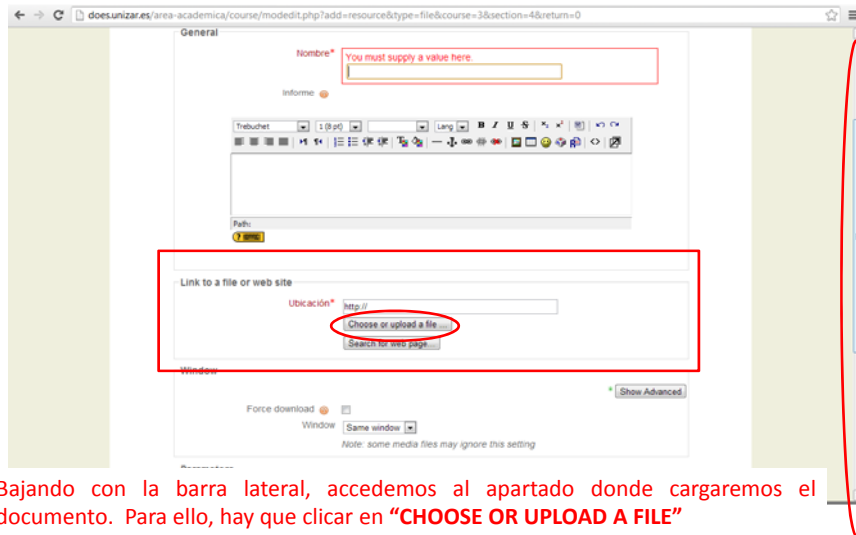 does.unizar.es/area-academica/course/modedit.php?add=resource&type=file&course=3&section=4&return=0
General
Nombre* You must supply a value here.
Informe
Trebuchet 1 (8 pt) Lang B I U S
Path:
Link to a file or web site
Ubicación* http://
Choose or upload a file ...
Search for web page...
Window
* Show Advanced
Force download
Window Same window
Note: some media files may ignore this setting
Bajando con la barra lateral, accedemos al apartado donde cargaremos el
documento. Para ello, hay que clicar en “CHOOSE OR UPLOAD A FILE”